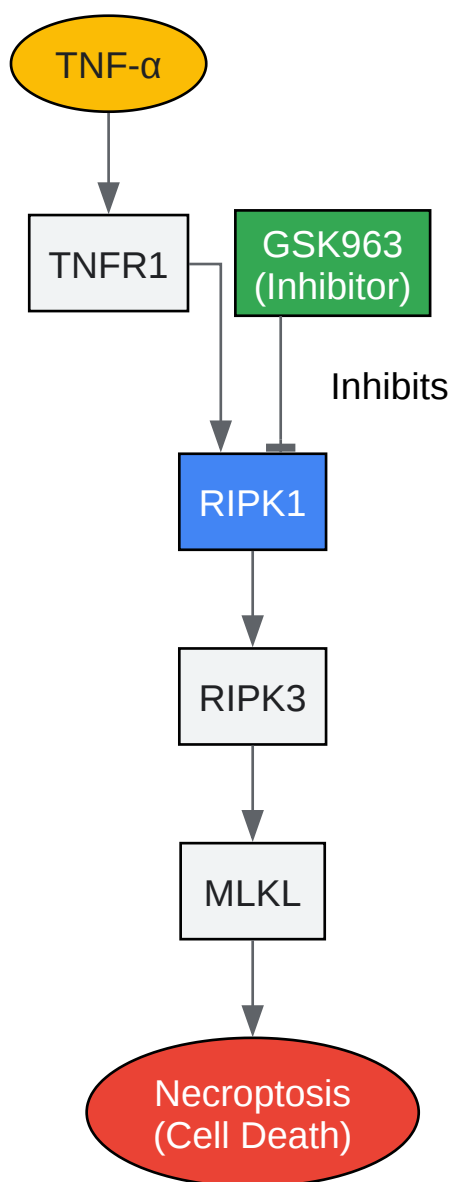 TNF-α
TNFR1
GSK963
(Inhibitor)
Inhibits
RIPK1
RIPK3
MLKL
Necroptosis
(Cell Death)